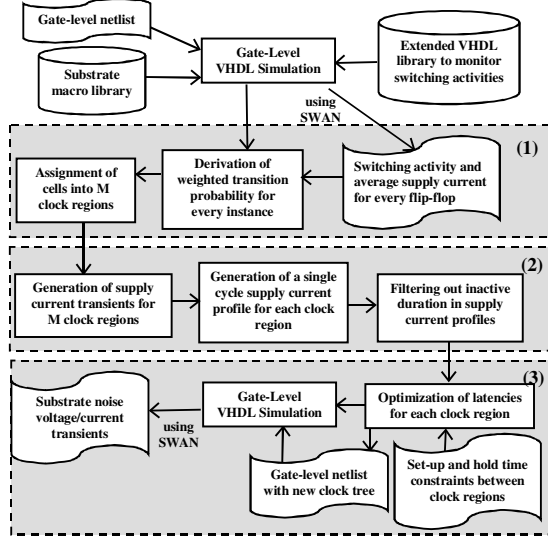 Gate-level netlist
Substrate
macro library
Gate-Level
VHDL Simulation
Extended VHDL
library to monitor
switching activities
using
SWAN
(1)
Assignment of
cells into M
clock regions
Derivation of
weighted transition
probability for
every instance
Switching activity and
average supply current
for every flip-flop
(2)
Generation of supply
current transients for
M clock regions
Generation of a single
cycle supply current
profile for each clock
region
Filtering out inactive
duration in supply
current profiles
(3)
Substrate noise
voltage/current
transients
using
SWAN
Gate-Level
VHDL Simulation
Optimization of latencies
for each clock region
Gate-level netlist
with new clock tree
Set-up and hold time
constraints between
clock regions